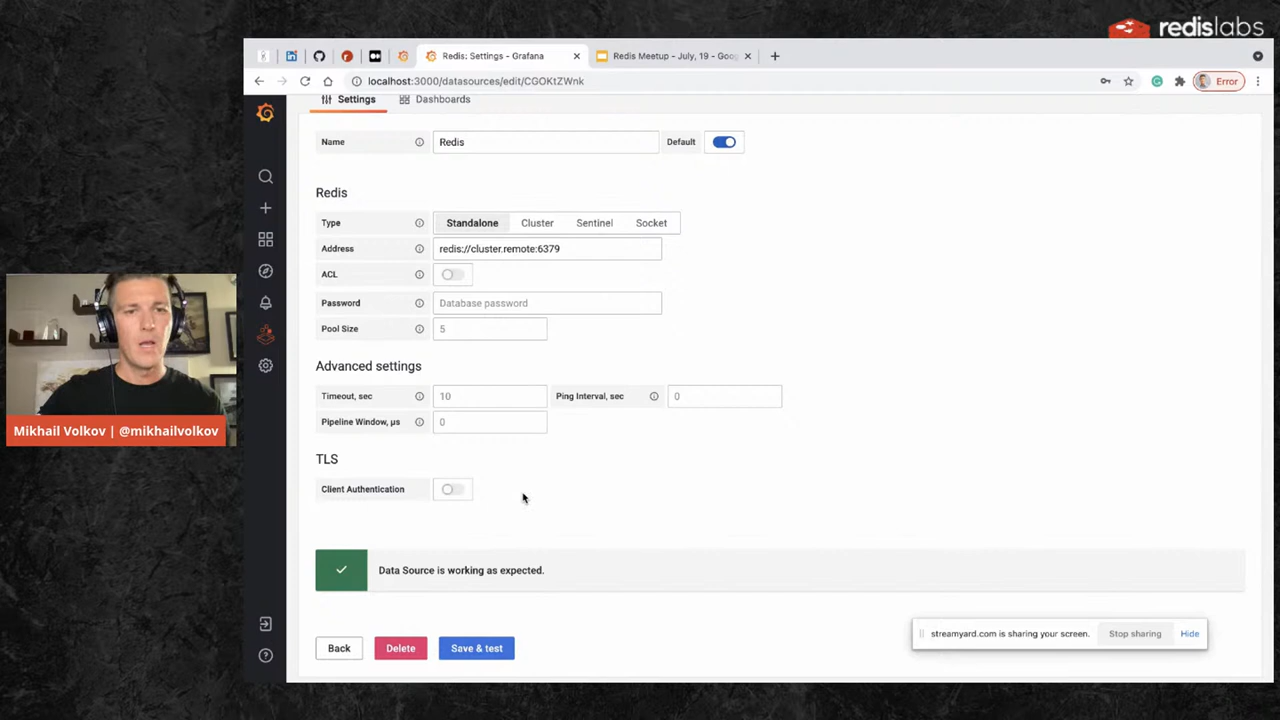 redislabs
Redis: Settings - Grafana
Redis Meetup - July, 19 - Goo
localhost:3000/datasources/edit/CGOKtZWnk
Error
Settings
Dashboards
Name
Redis
Default
Redis
Type
Standalone
Cluster
Sentinel
Socket
Address
redis://cluster.remote:6379
ACL
Password
Database password
Pool Size
5
Advanced settings
Timeout, sec
10
Ping Interval, sec
0
Pipeline Window, µs
0
TLS
Client Authentication
Data Source is working as expected.
Back
Delete
Save & test
streamyard.com is sharing your screen.
Stop sharing
Hide
Mikhail Volkov | @mikhailvolkov